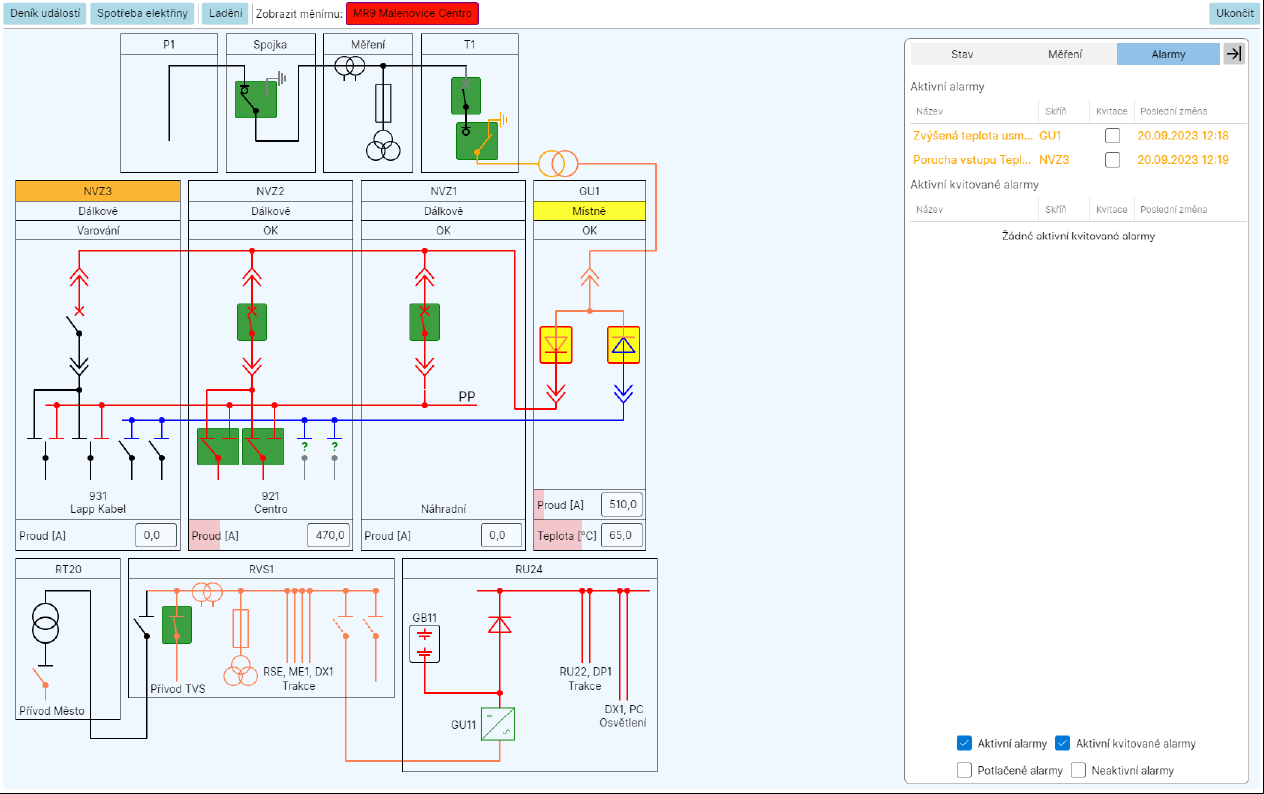 Deník událostí Spotřeba elektřiny Ladění Zobrazit měnírnu: MR9 Malenovice Centro Ukončit
P1 Spojka Měření T1
Stav Měření Alarmy
Aktivní alarmy
Název Skříň Kvitace Poslední změna
Zvýšená teplota usm... GU1 20.09.2023 12:18
Porucha vstupu Tepl... NVZ3 20.09.2023 12:19
Aktivní kvitované alarmy
Název Skříň Kvitace Poslední změna
Žádné aktivní kvitované alarmy
NVZ3 NVZ2 NVZ1 GU1
Dálkově Dálkově Dálkově Místně
Varování OK OK OK
PP
? ?
931 921
Lapp Kabel Centro Náhradní
Proud [A] 510,0
Proud [A] 0,0 Proud [A] 470,0 Proud [A] 0,0 Teplota [°C] 65,0
RT20 RVS1 RU24
GB11
RSE, ME1, DX1 RU22, DP1
Trakce Trakce
Přívod TVS
Přívod Město
DX1, PC
Osvětlení
GU11
Aktivní alarmy Aktivní kvitované alarmy
Potlačené alarmy Neaktivní alarmy